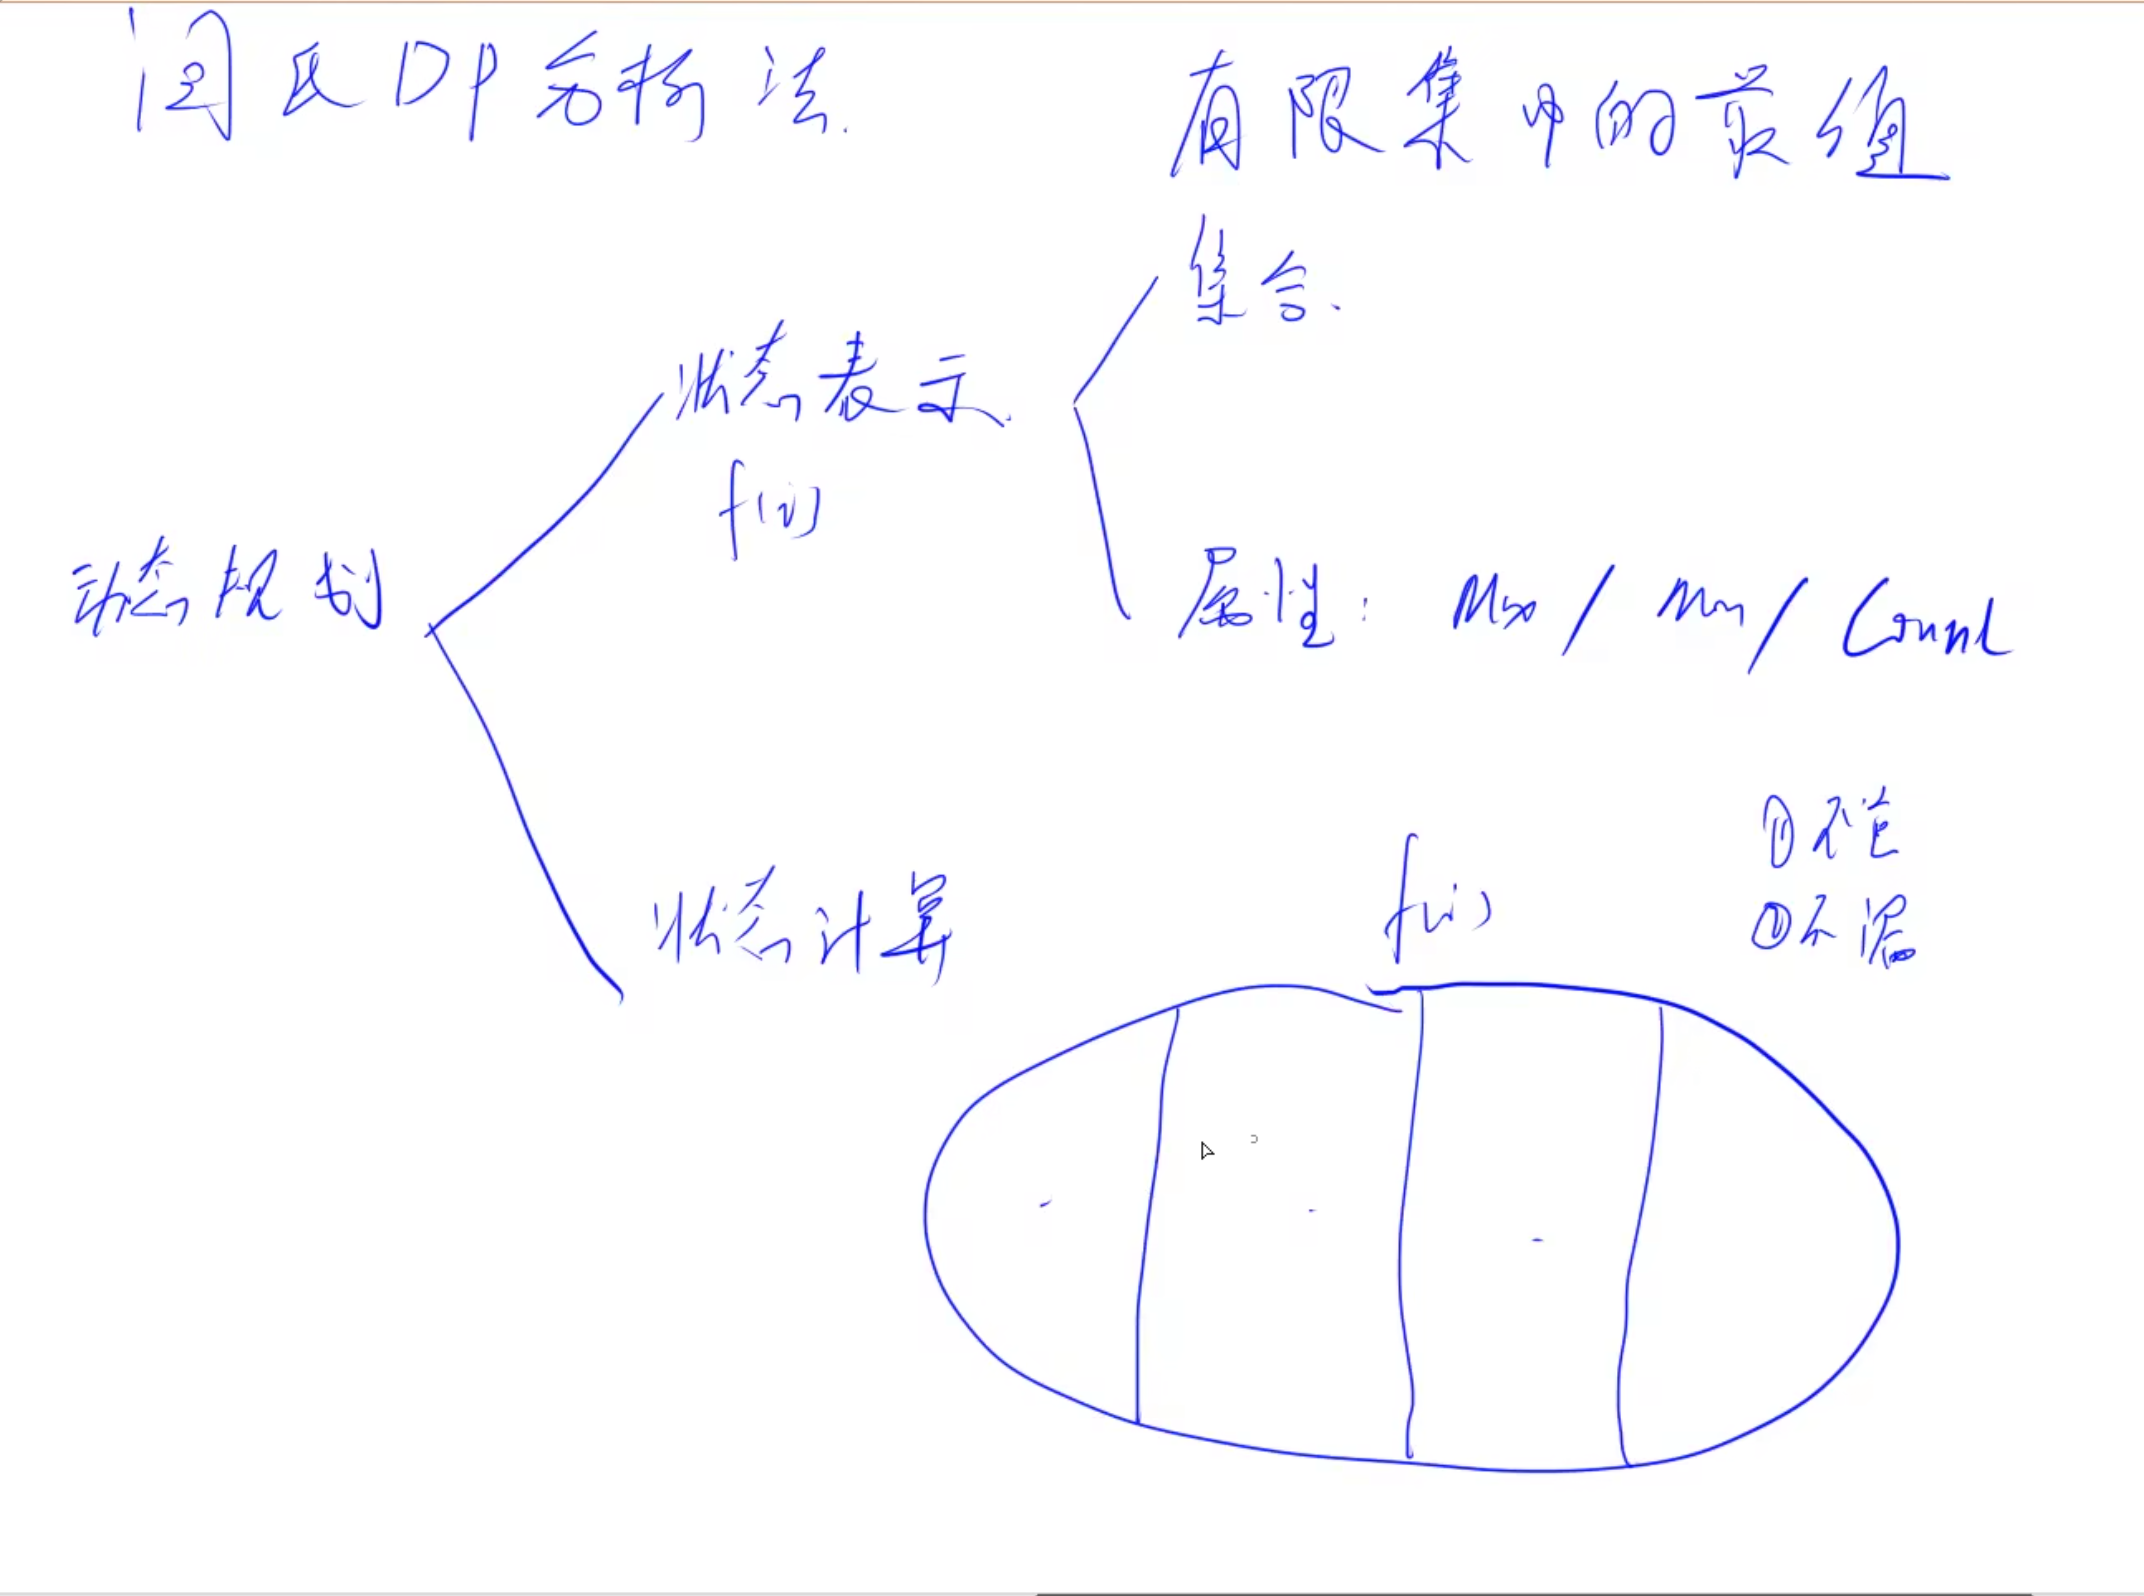 闫氏DP分析法.
有限集中的最值
集合.
状态表示.
f(i)
动态规划
属性: Max / Min / Count
①不重
②不漏
状态计算
f(i)